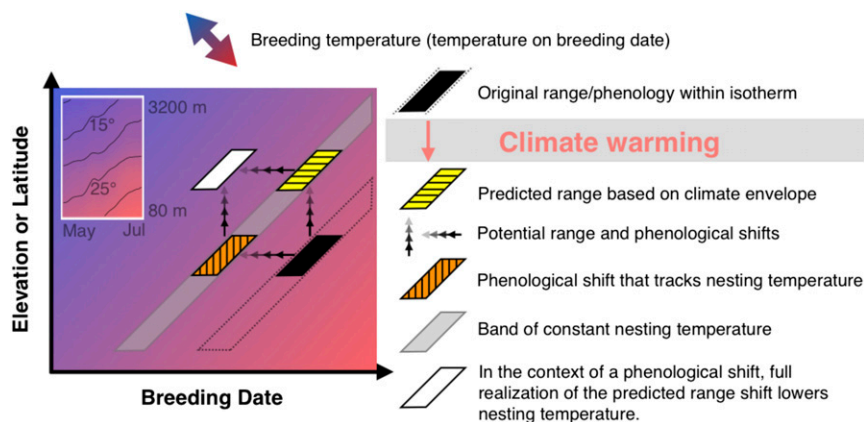 Breeding temperature (temperature on breeding date)
Original range/phenology within isotherm
Climate warming
Predicted range based on climate envelope
Potential range and phenological shifts
Phenological shift that tracks nesting temperature
Band of constant nesting temperature
In the context of a phenological shift, full
realization of the predicted range shift lowers
nesting temperature.
Elevation or Latitude
3200 m
15°
25°
80 m
May Jul
Breeding Date